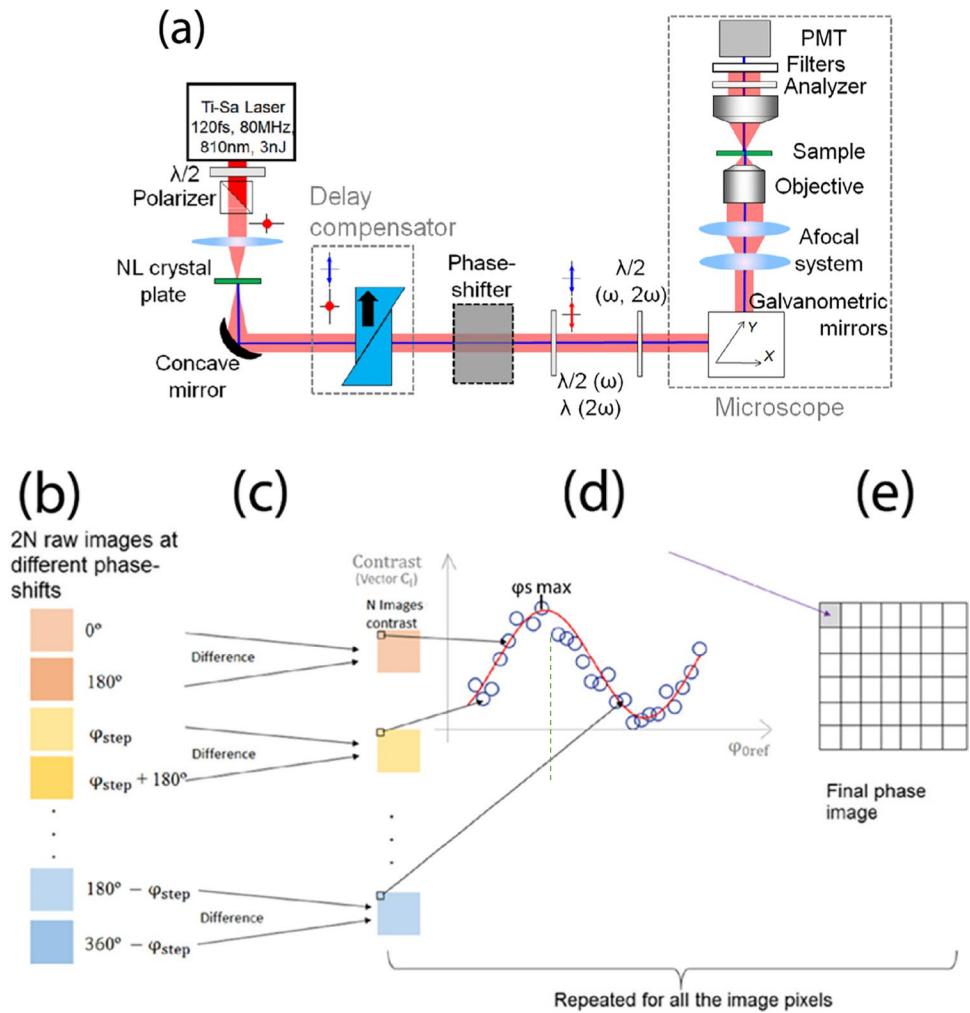 (a)
Ti-Sa Laser
120fs, 80MHz,
810nm, 3nJ
λ/2
Polarizer
NL crystal
plate
Concave
mirror
Delay
compensator
Phase-
shifter
λ/2 (ω)
λ (2ω)
λ/2
(ω, 2ω)
PMT
Filters
Analyzer
Sample
Objective
Afocal
system
Galvanometric
mirrors
Y
X
Microscope
(b)
2N raw images at
different phase-
shifts
0°
180°
φstep
φstep + 180°
180° − φstep
360° − φstep
(c)
Difference
Difference
Difference
N Images
contrast
(d)
Contrast
(Vector Ci)
φs max
φ0ref
(e)
Final phase
image
Repeated for all the image pixels